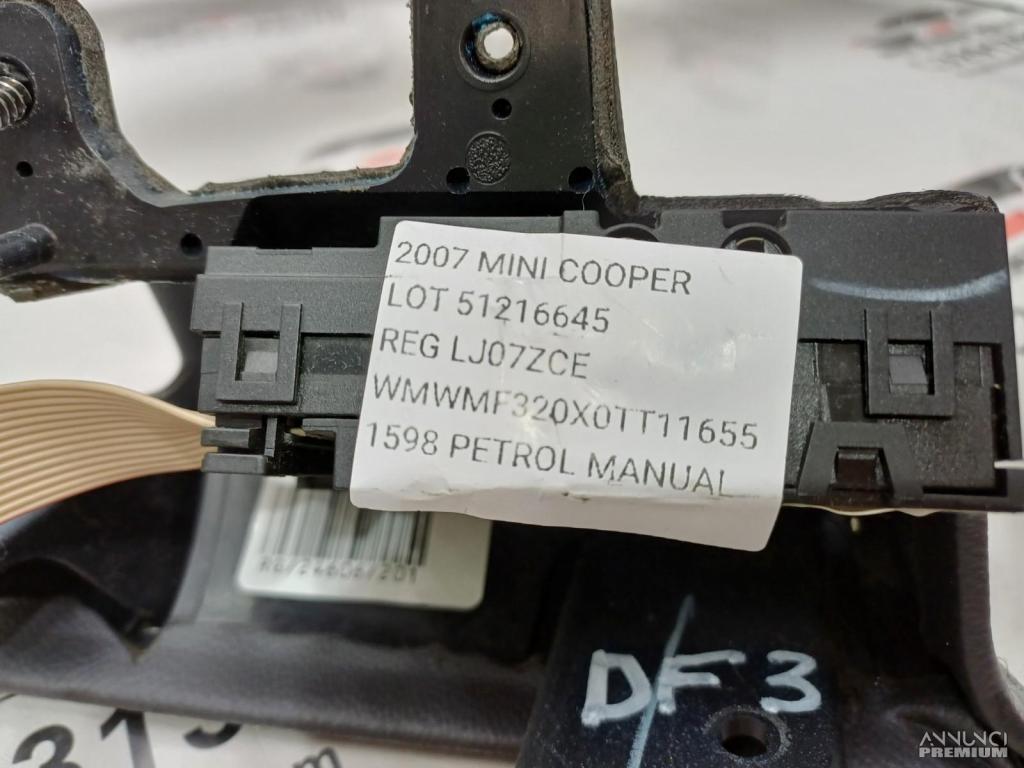 2007 MINI COOPER
LOT 51216645
REG LJ07ZCE
WMWMF320X0TT11655
1598 PETROL MANUAL
DF3
ANNUNCI
PREMIUM